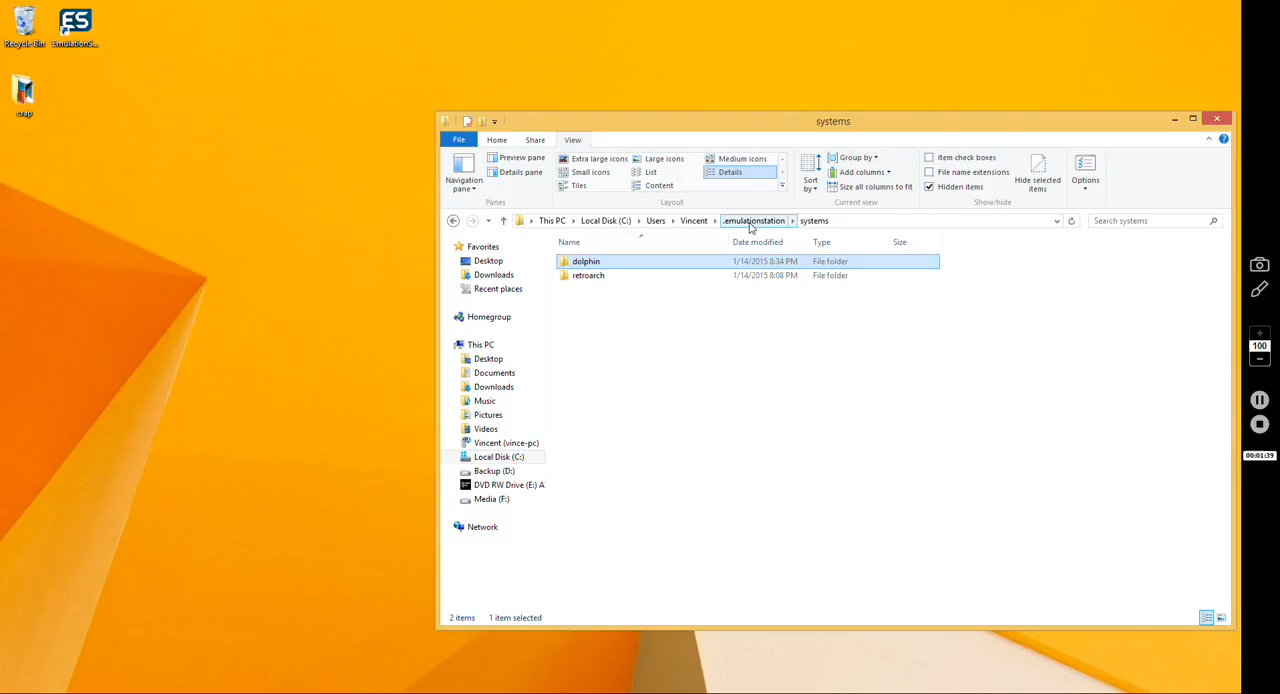 ES
Recycle Bin
EmulationS...
crap
systems
File Home Share View
Navigation pane
Preview pane
Details pane
Panes
Extra large icons Large icons Medium icons
Small icons List Details
Tiles Content
Layout
Sort by
Group by
Add columns
Size all columns to fit
Current view
Item check boxes
File name extensions
Hidden items
Hide selected items
Show/hide
Options
This PC Local Disk (C:) Users Vincent .emulationstation systems
Search systems
Name Date modified Type Size
dolphin 1/14/2015 8:34 PM File folder
retroarch 1/14/2015 8:08 PM File folder
Favorites
Desktop
Downloads
Recent places
Homegroup
This PC
Desktop
Documents
Downloads
Music
Pictures
Videos
Vincent (vince-pc)
Local Disk (C:)
Backup (D:)
DVD RW Drive (E:) A
Media (F:)
Network
2 items 1 item selected
100
00:01:39